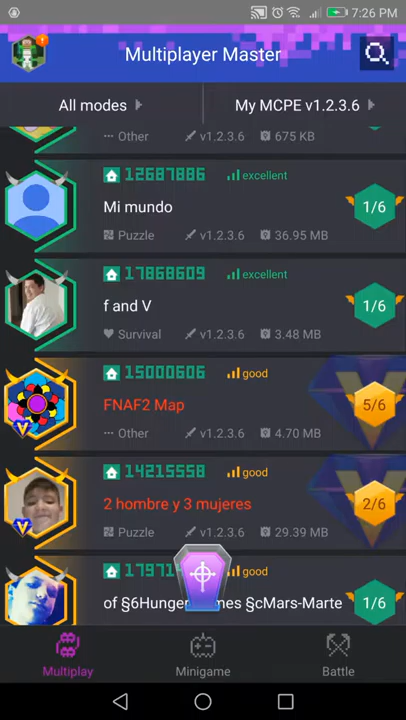 7:26 PM
Multiplayer Master
All modes
My MCPE v1.2.3.6
Other v1.2.3.6 675 KB
12687886 excellent
Mi mundo 1/6
Puzzle v1.2.3.6 36.95 MB
17868609 excellent
f and V 1/6
Survival v1.2.3.6 3.48 MB
15000606 good
FNAF2 Map 5/6
Other v1.2.3.6 4.70 MB
14215558 good
2 hombre y 3 mujeres 2/6
Puzzle v1.2.3.6 29.39 MB
good
of §cMars-Marte 1/6
Multiplay Minigame Battle